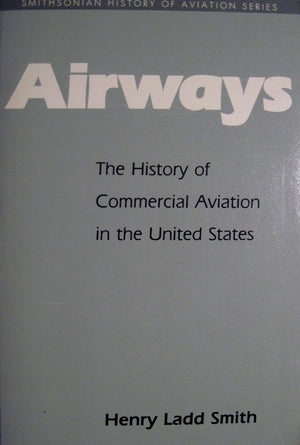 SMITHSONIAN HISTORY OF AVIATION SERIES
Airways
The History of
Commercial Aviation
in the United States
Henry Ladd Smith